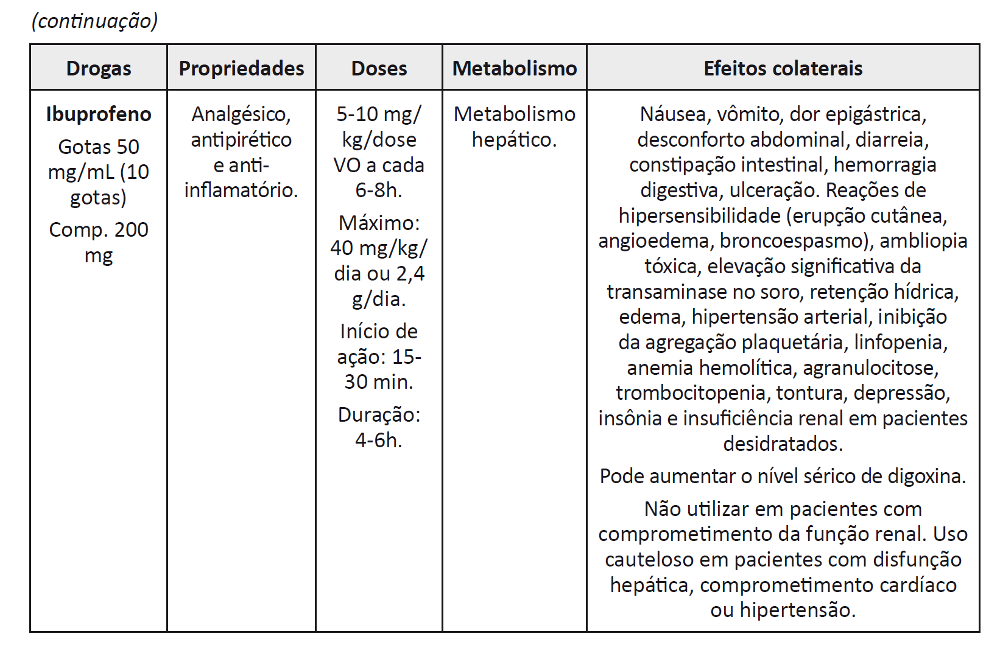 (continuação)
Drogas
Propriedades
Doses
Metabolismo
Efeitos colaterais
Ibuprofeno
Gotas 50
mg/mL (10
gotas)
Comp. 200
mg
Analgésico,
antipirético
e anti-
inflamatório.
5-10 mg/
kg/dose
VO a cada
6-8h.
Máximo:
40 mg/kg/
dia ou 2,4
g/dia.
Início de
ação: 15-
30 min.
Duração:
4-6h.
Metabolismo
hepático.
Náusea, vômito, dor epigástrica,
desconforto abdominal, diarreia,
constipação intestinal, hemorragia
digestiva, ulceração. Reações de
hipersensibilidade (erupção cutânea,
angioedema, broncoespasmo), ambliopia
tóxica, elevação significativa da
transaminase no soro, retenção hídrica,
edema, hipertensão arterial, inibição
da agregação plaquetária, linfopenia,
anemia hemolítica, agranulocitose,
trombocitopenia, tontura, depressão,
insônia e insuficiência renal em pacientes
desidratados.
Pode aumentar o nível sérico de digoxina.
Não utilizar em pacientes com
comprometimento da função renal. Uso
cauteloso em pacientes com disfunção
hepática, comprometimento cardíaco
ou hipertensão.